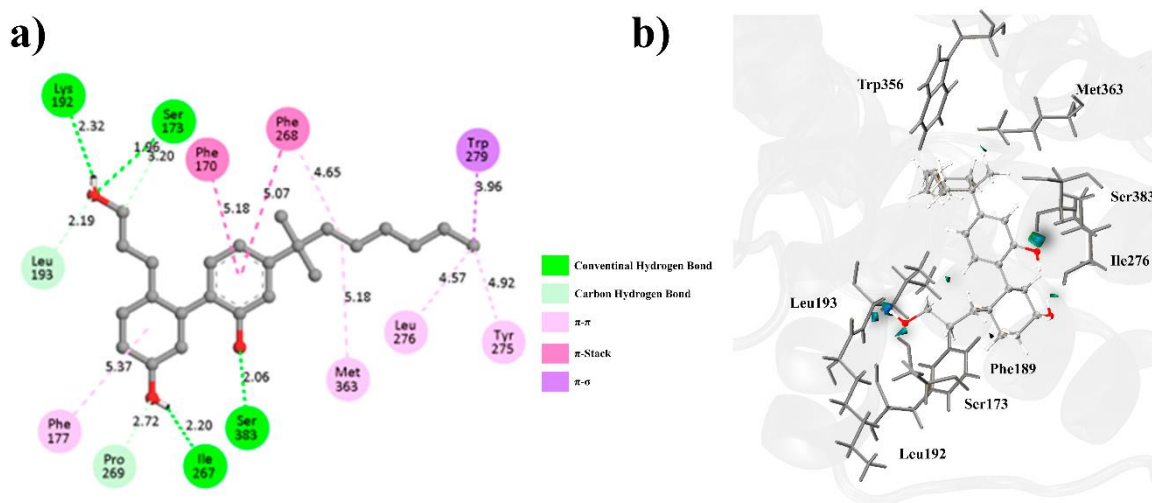 a)
Lys
192
2.32
Ser
173
1.96
3.20
Phe
170
Phe
268
4.65
Trp
279
5.18
5.07
3.96
2.19
Leu
193
5.18
4.57
4.92
Leu
276
Tyr
275
Met
363
5.37
2.06
Phe
177
2.72
2.20
Ser
383
Pro
269
Ile
267
Conventinal Hydrogen Bond
Carbon Hydrogen Bond
π-π
π-Stack
π-σ
b)
Trp356
Met363
Ser383
Ile276
Leu193
Phe189
Ser173
Leu192